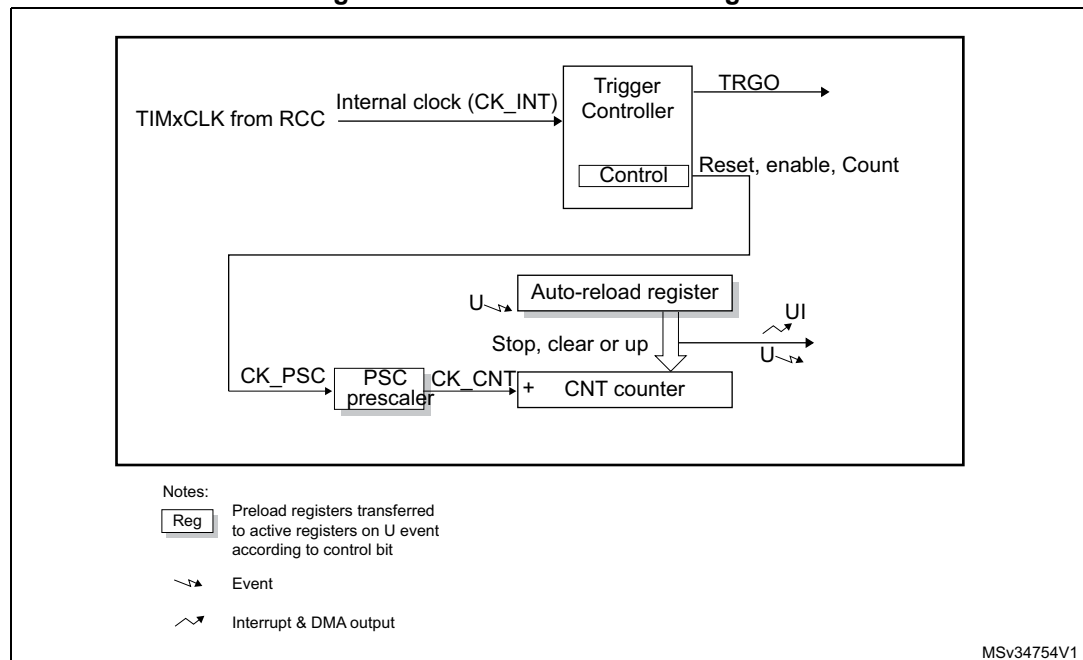 Trigger
Controller
TRGO
TIMxCLK from RCC
Internal clock (CK_INT)
Control
Reset, enable, Count
Auto-reload register
U
UI
Stop, clear or up
U
CK_PSC
PSC
prescaler
CK_CNT
+
CNT counter
Notes:
Reg
Preload registers transferred
to active registers on U event
according to control bit
Event
Interrupt & DMA output
MSv34754V1